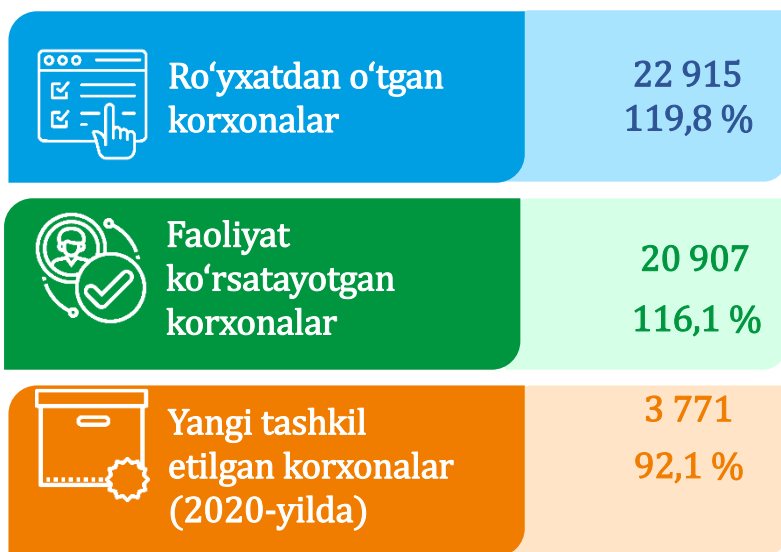 Ro‘yxatdan o‘tgan
korxonalar
22 915
119,8 %
Faoliyat
ko‘rsatayotgan
korxonalar
20 907
116,1 %
Yangi tashkil
etilgan korxonalar
(2020-yilda)
3 771
92,1 %